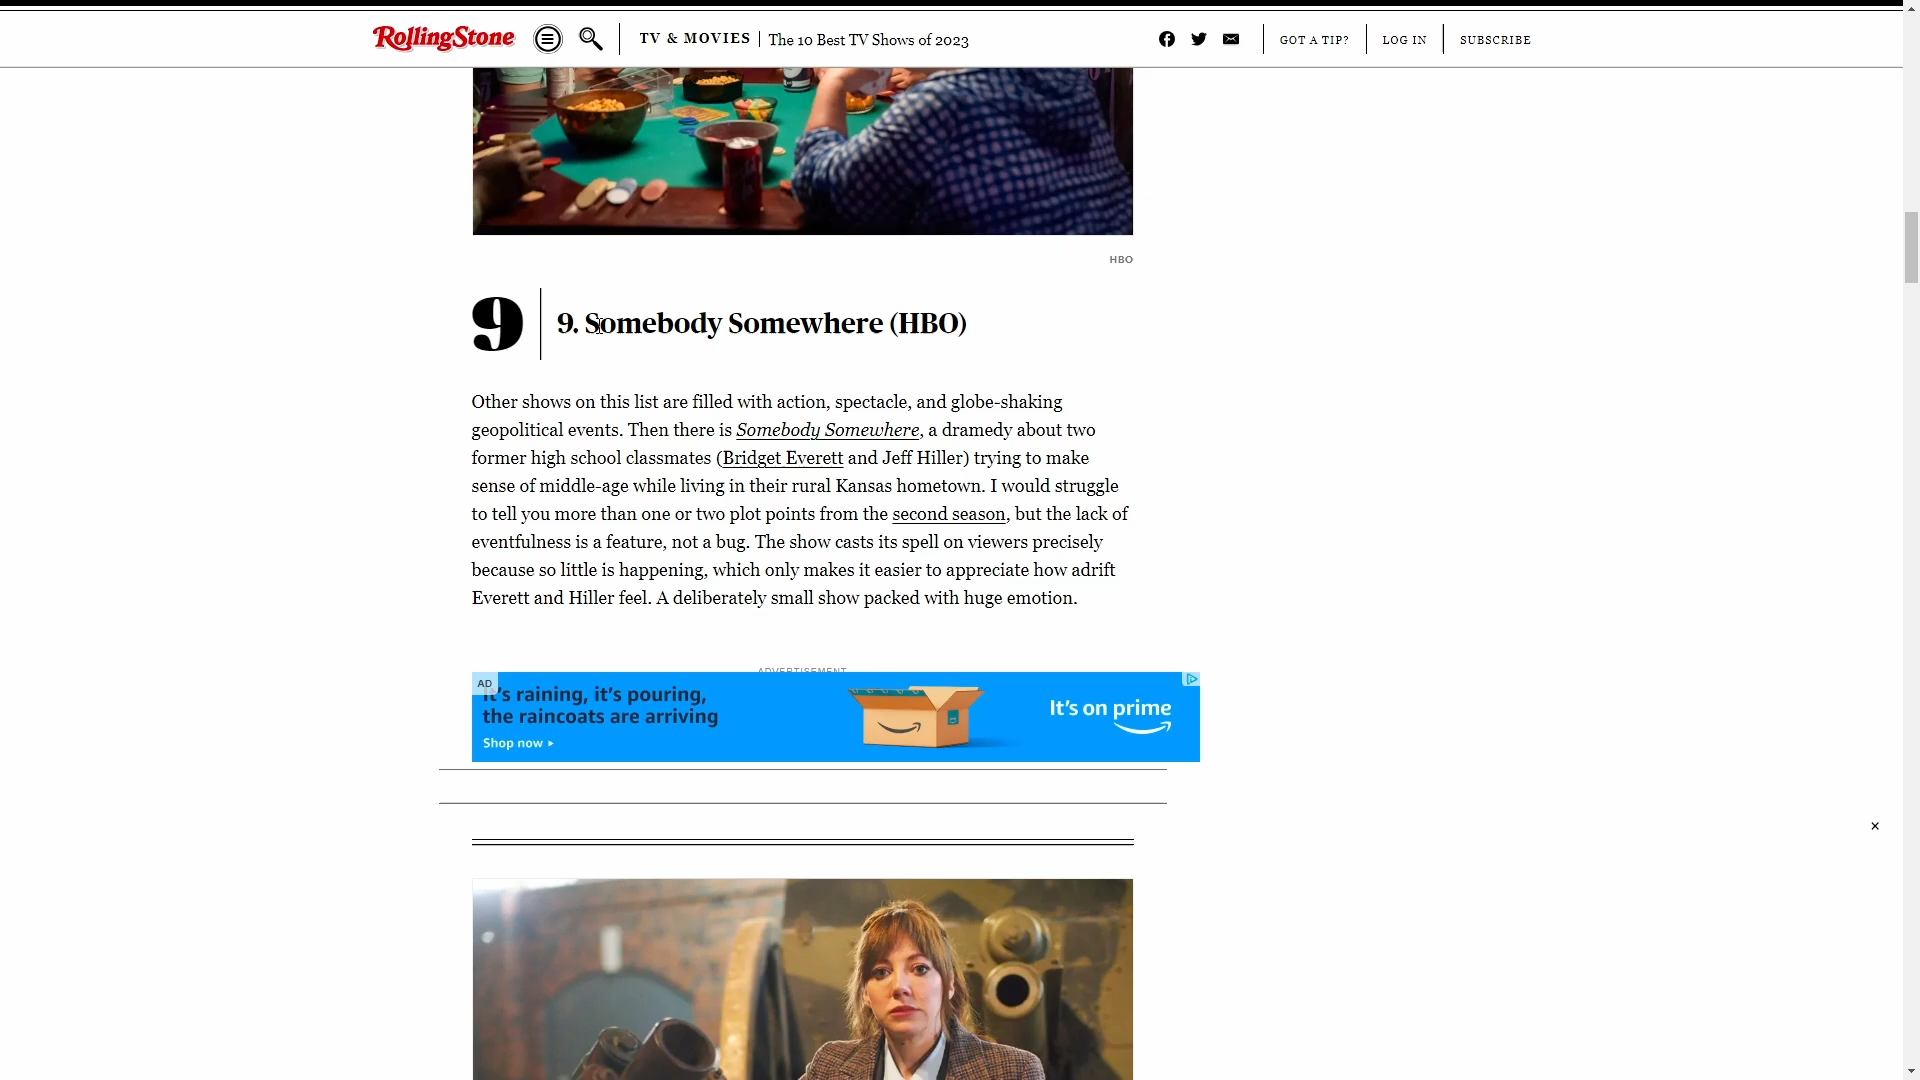 RollingStone
TV & MOVIES | The 10 Best TV Shows of 2023
GOT A TIP?
LOG IN
SUBSCRIBE
HBO
9
9. Somebody Somewhere (HBO)
Other shows on this list are filled with action, spectacle, and globe-shaking
geopolitical events. Then there is Somebody Somewhere, a dramedy about two
former high school classmates (Bridget Everett and Jeff Hiller) trying to make
sense of middle-age while living in their rural Kansas hometown. I would struggle
to tell you more than one or two plot points from the second season, but the lack of
eventfulness is a feature, not a bug. The show casts its spell on viewers precisely
because so little is happening, which only makes it easier to appreciate how adrift
Everett and Hiller feel. A deliberately small show packed with huge emotion.
ADVERTISEMENT
AD
It's raining, it's pouring,
the raincoats are arriving
Shop now
It's on prime